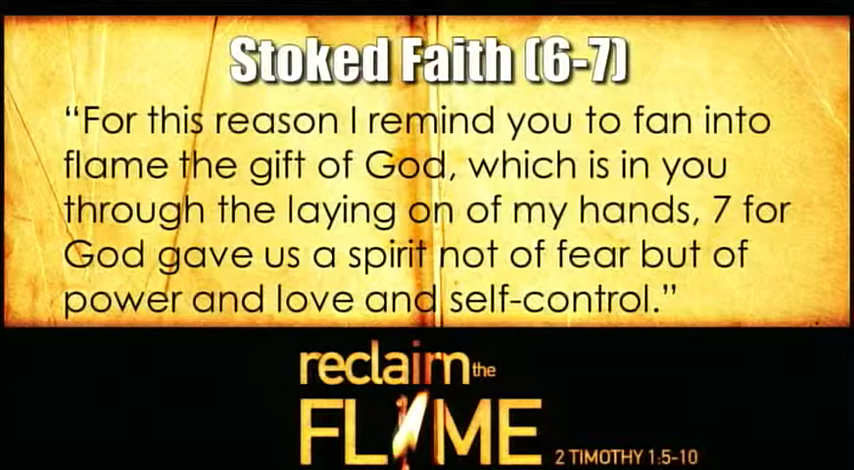 Stoked Faith (6-7)
“For this reason I remind you to fan into
flame the gift of God, which is in you
through the laying on of my hands, 7 for
God gave us a spirit not of fear but of
power and love and self-control.”
reclaim the
FLAME
2 TIMOTHY 1:5-10